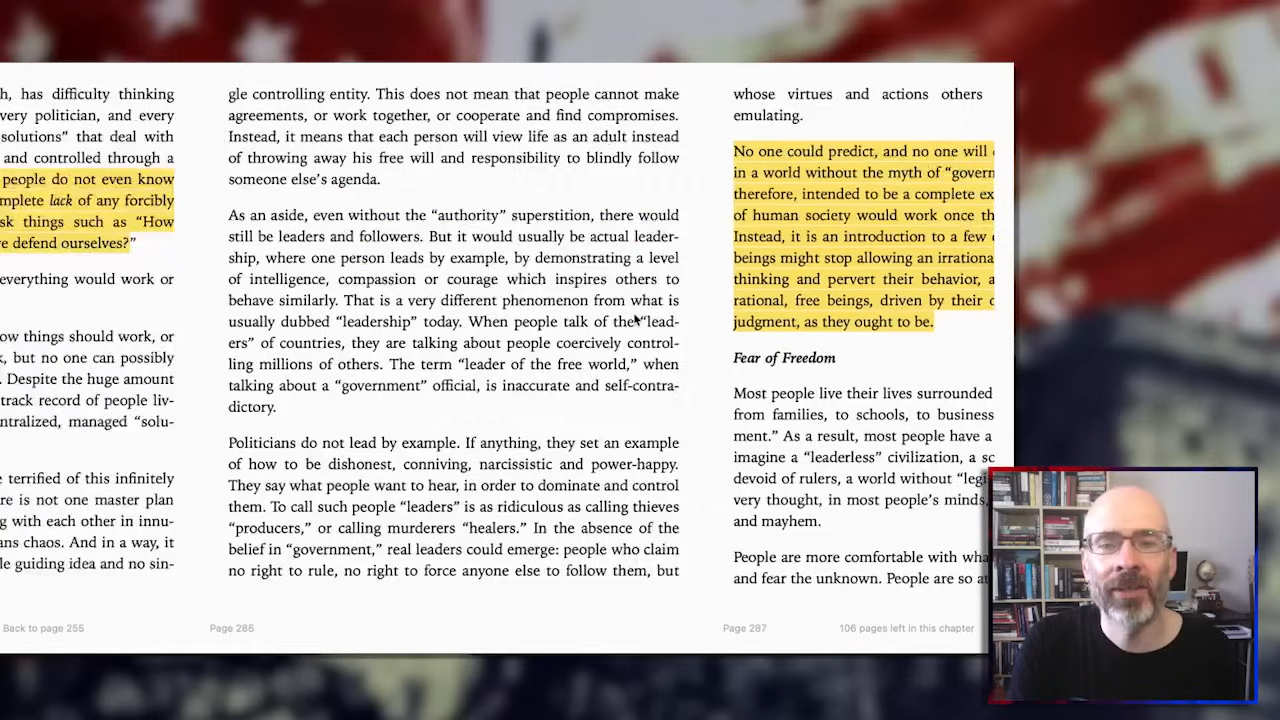 h, has difficulty thinking
very politician, and every
solutions” that deal with
and controlled through a
people do not even know
mplete lack of any forcibly
sk things such as “How
e defend ourselves?”
everything would work or
ow things should work, or
k, but no one can possibly
. Despite the huge amount
track record of people liv-
ntralized, managed “solu-
e terrified of this infinitely
re is not one master plan
g with each other in innu-
ans chaos. And in a way, it
le guiding idea and no sin-
Back to page 255
gle controlling entity. This does not mean that people cannot make
agreements, or work together, or cooperate and find compromises.
Instead, it means that each person will view life as an adult instead
of throwing away his free will and responsibility to blindly follow
someone else’s agenda.
As an aside, even without the “authority” superstition, there would
still be leaders and followers. But it would usually be actual leader-
ship, where one person leads by example, by demonstrating a level
of intelligence, compassion or courage which inspires others to
behave similarly. That is a very different phenomenon from what is
usually dubbed “leadership” today. When people talk of the “lead-
ers” of countries, they are talking about people coercively control-
ling millions of others. The term “leader of the free world,” when
talking about a “government” official, is inaccurate and self-contra-
dictory.
Politicians do not lead by example. If anything, they set an example
of how to be dishonest, conniving, narcissistic and power-happy.
They say what people want to hear, in order to dominate and control
them. To call such people “leaders” is as ridiculous as calling thieves
“producers,” or calling murderers “healers.” In the absence of the
belief in “government,” real leaders could emerge: people who claim
no right to rule, no right to force anyone else to follow them, but
Page 286
whose virtues and actions others
emulating.
No one could predict, and no one will
in a world without the myth of “govern
therefore, intended to be a complete ex
of human society would work once th
Instead, it is an introduction to a few
beings might stop allowing an irrationa
thinking and pervert their behavior, a
rational, free beings, driven by their
judgment, as they ought to be.
Fear of Freedom
Most people live their lives surrounded
from families, to schools, to business
ment.” As a result, most people have a
imagine a “leaderless” civilization, a sc
devoid of rulers, a world without “legi
very thought, in most people’s minds,
and mayhem.
People are more comfortable with wha
and fear the unknown. People are so at
Page 287
106 pages left in this chapter